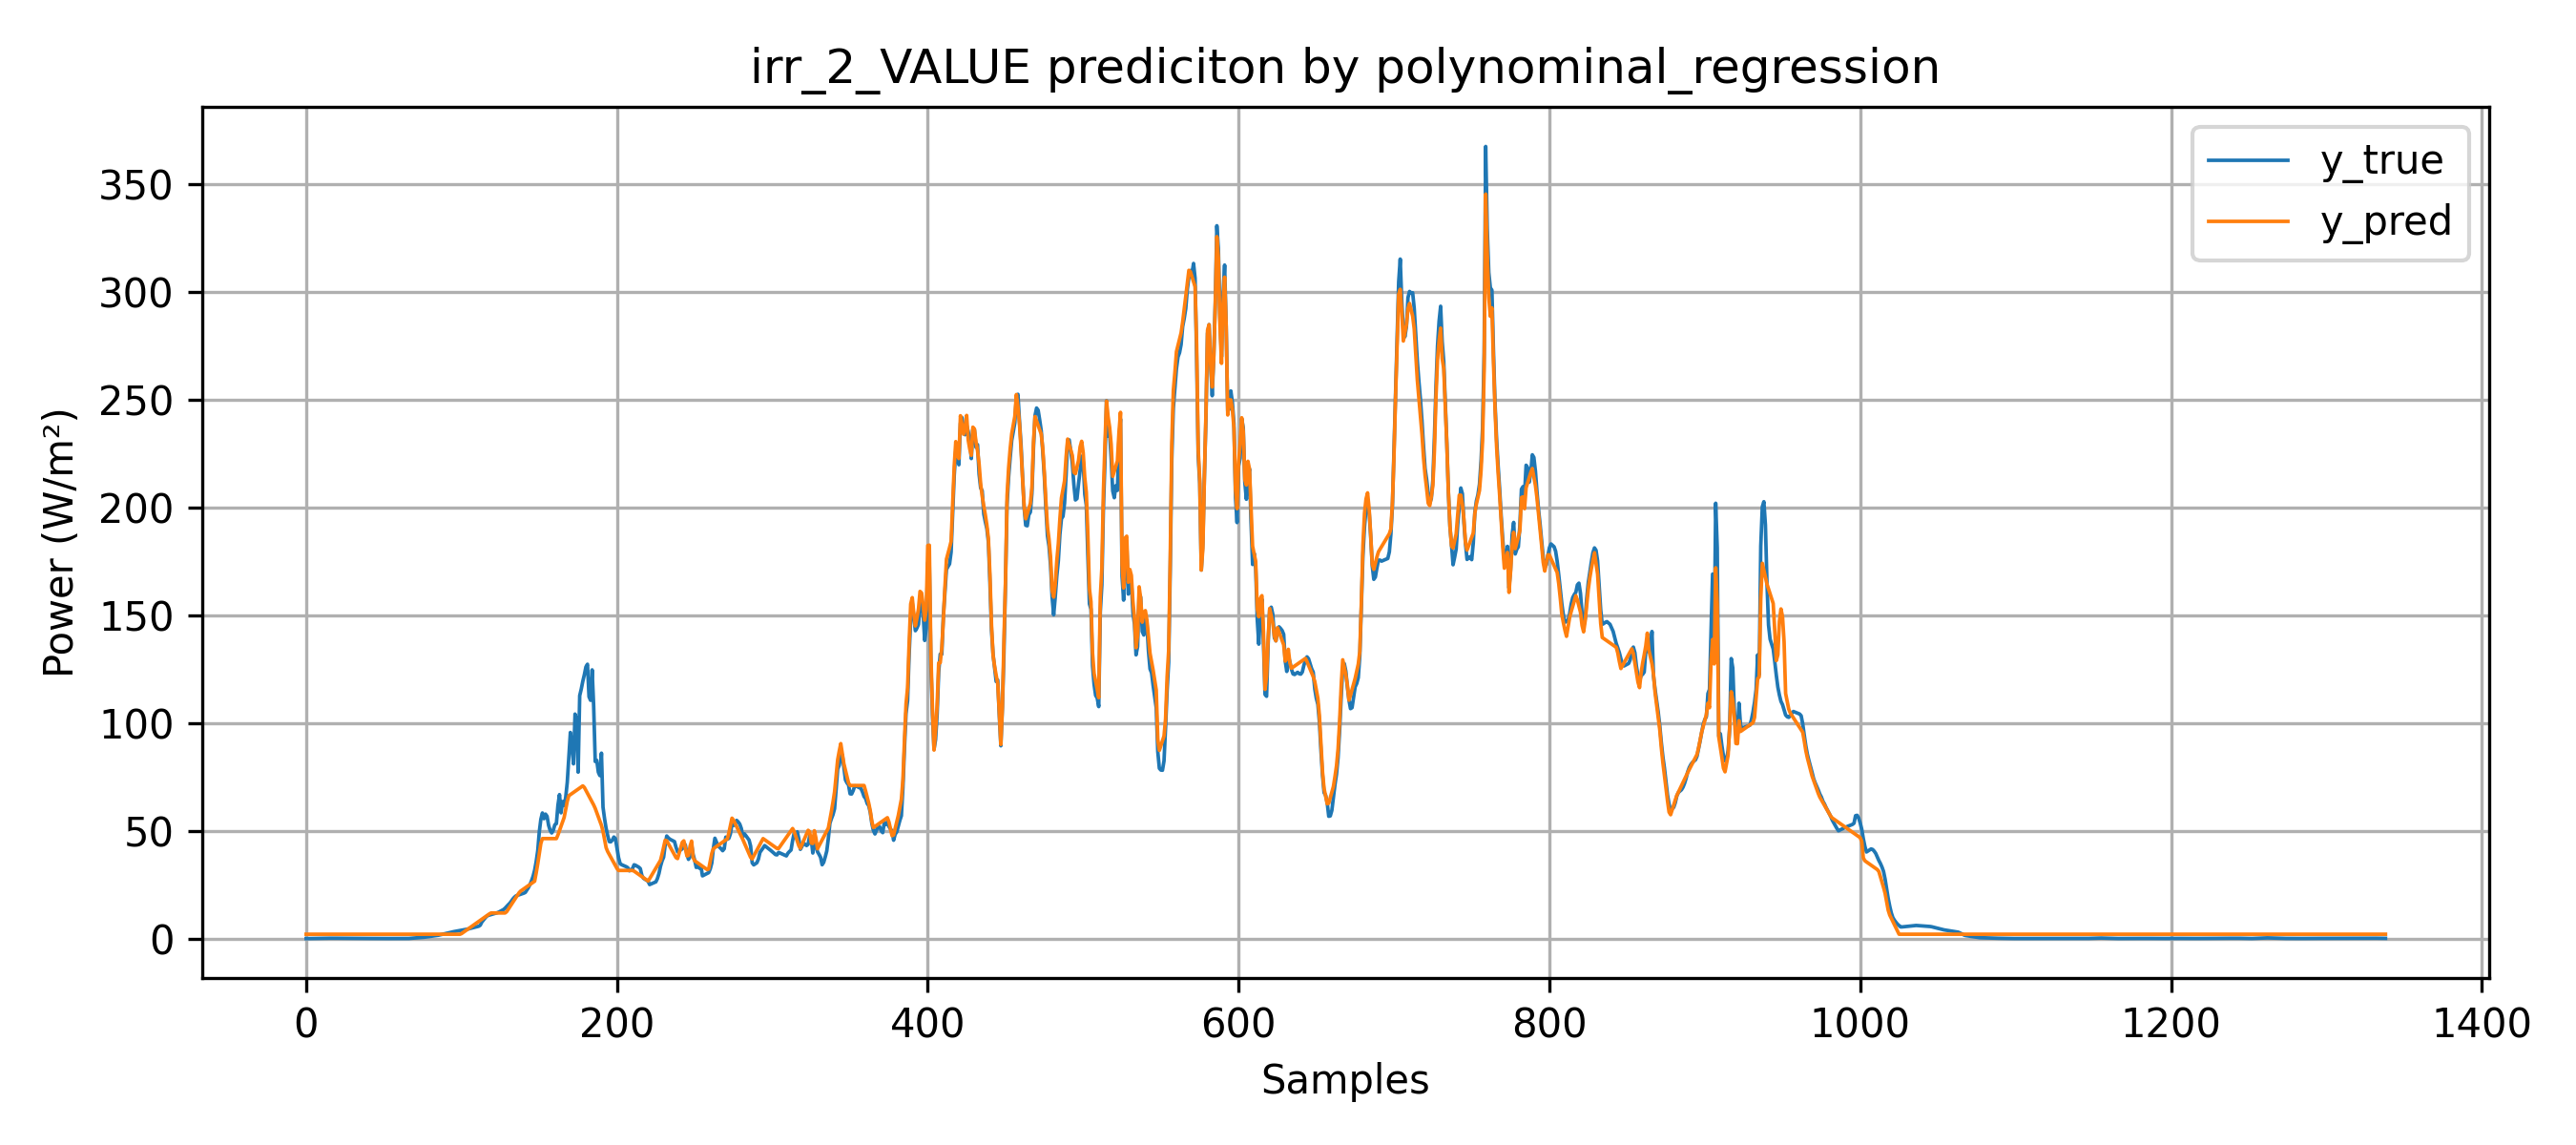 irr_2_VALUE prediciton by polynominal_regression
y_true
y_pred
Power (W/m²)
350
300
250
200
150
100
50
0
0 200 400 600 800 1000 1200 1400
Samples